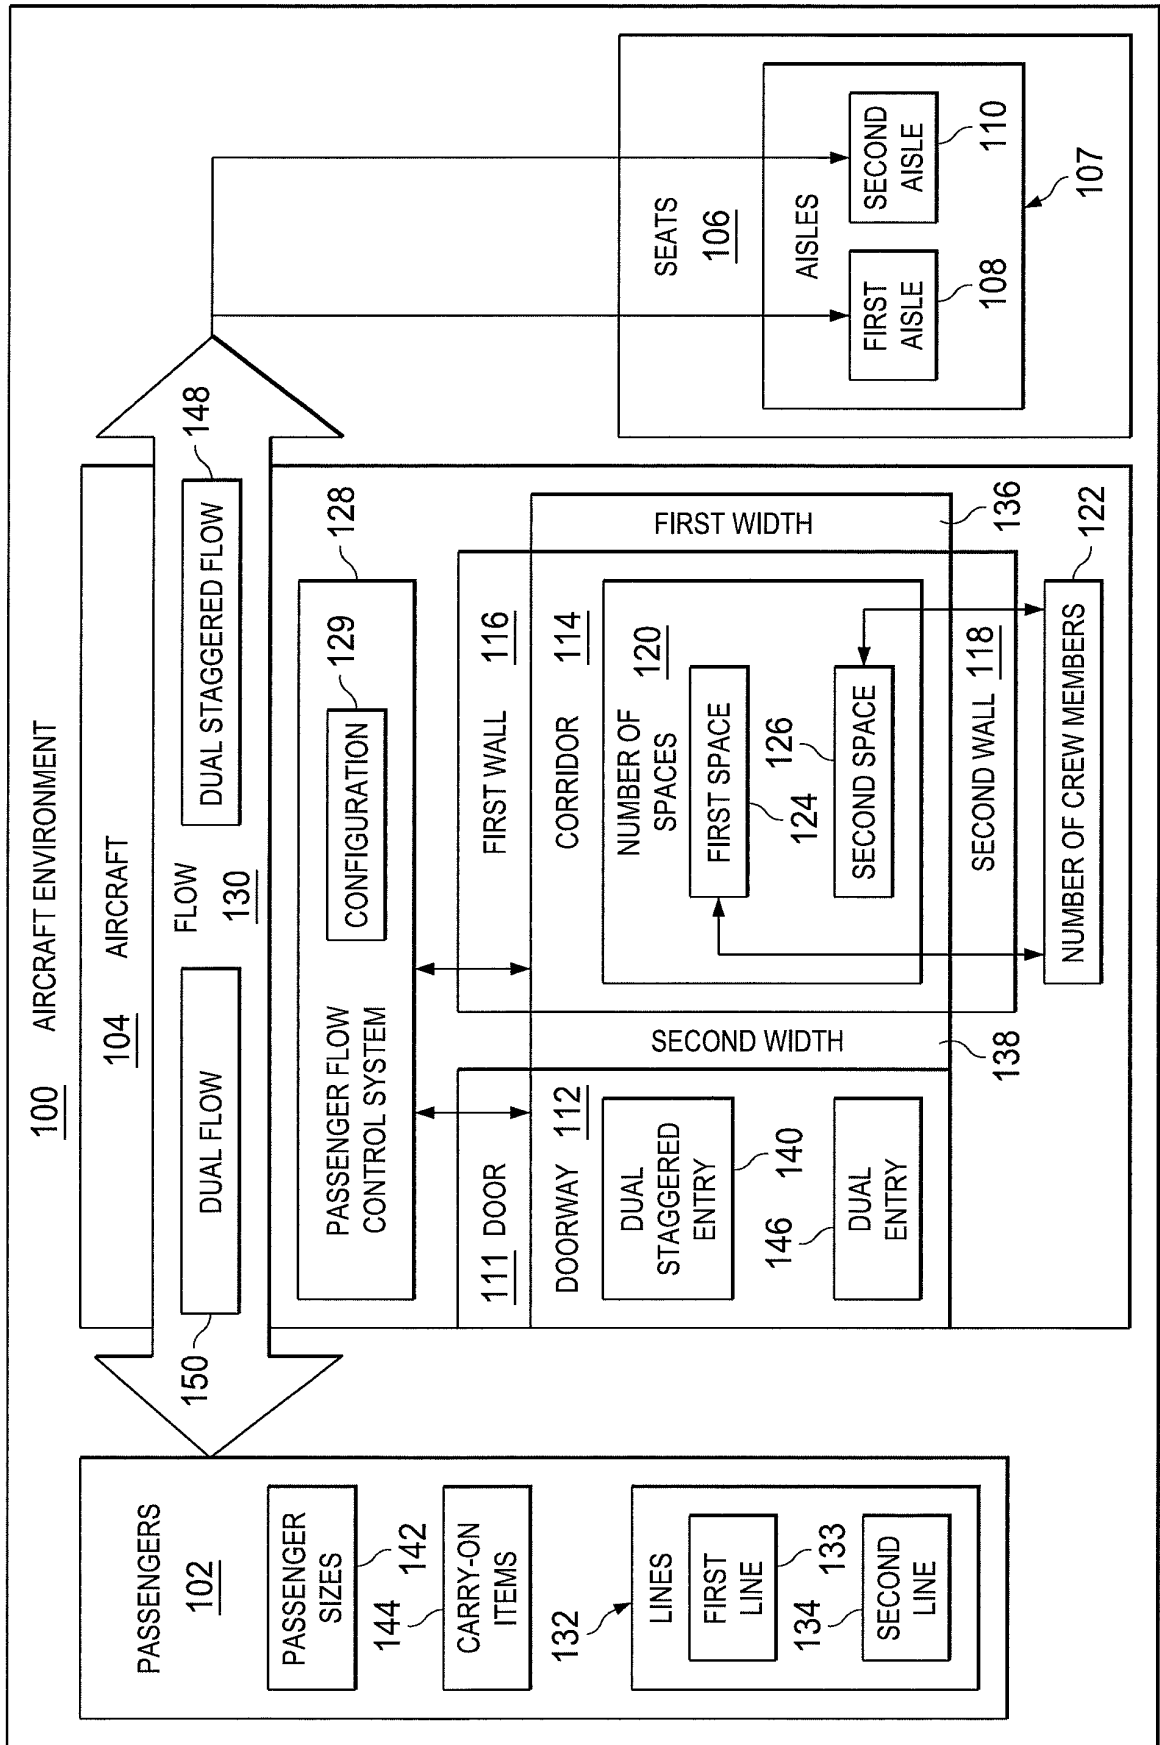 100
AIRCRAFT ENVIRONMENT
PASSENGERS
102
PASSENGER
SIZES
142
144
CARRY-ON
ITEMS
132
LINES
FIRST
LINE
133
134
SECOND
LINE
104
AIRCRAFT
150
DUAL FLOW
FLOW
130
DUAL STAGGERED FLOW
148
PASSENGER FLOW
CONTROL SYSTEM
CONFIGURATION
129
128
111
DOOR
DOORWAY
112
DUAL
STAGGERED
ENTRY
140
146
DUAL
ENTRY
SECOND WIDTH
138
FIRST WALL
116
CORRIDOR
114
NUMBER OF
SPACES
120
FIRST SPACE
124
126
SECOND SPACE
SECOND WALL
118
FIRST WIDTH
136
NUMBER OF CREW MEMBERS
122
SEATS
106
AISLES
FIRST
AISLE
108
SECOND
AISLE
110
107